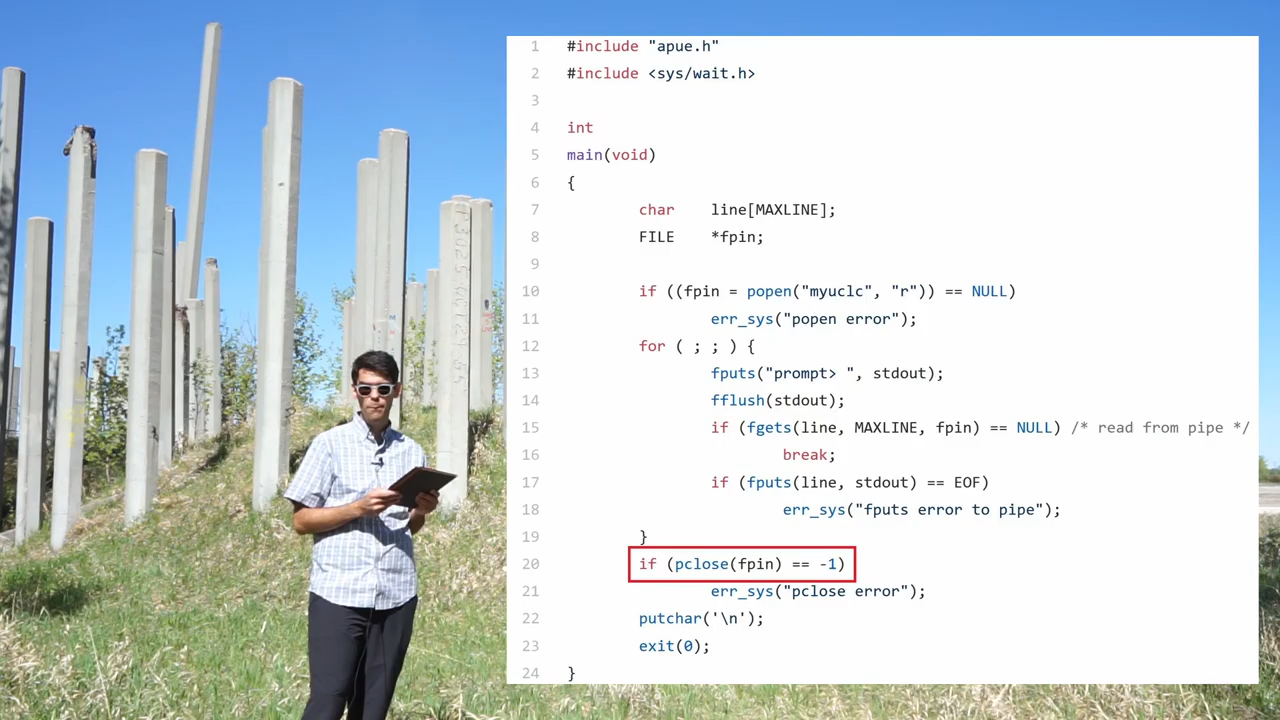 1 #include "apue.h"
2 #include <sys/wait.h>
3
4 int
5 main(void)
6 {
7 char line[MAXLINE];
8 FILE *fpin;
9
10 if ((fpin = popen("myuclc", "r")) == NULL)
11 err_sys("popen error");
12 for ( ; ; ) {
13 fputs("prompt> ", stdout);
14 fflush(stdout);
15 if (fgets(line, MAXLINE, fpin) == NULL) /* read from pipe */
16 break;
17 if (fputs(line, stdout) == EOF)
18 err_sys("fputs error to pipe");
19 }
20 if (pclose(fpin) == -1)
21 err_sys("pclose error");
22 putchar('\n');
23 exit(0);
24 }